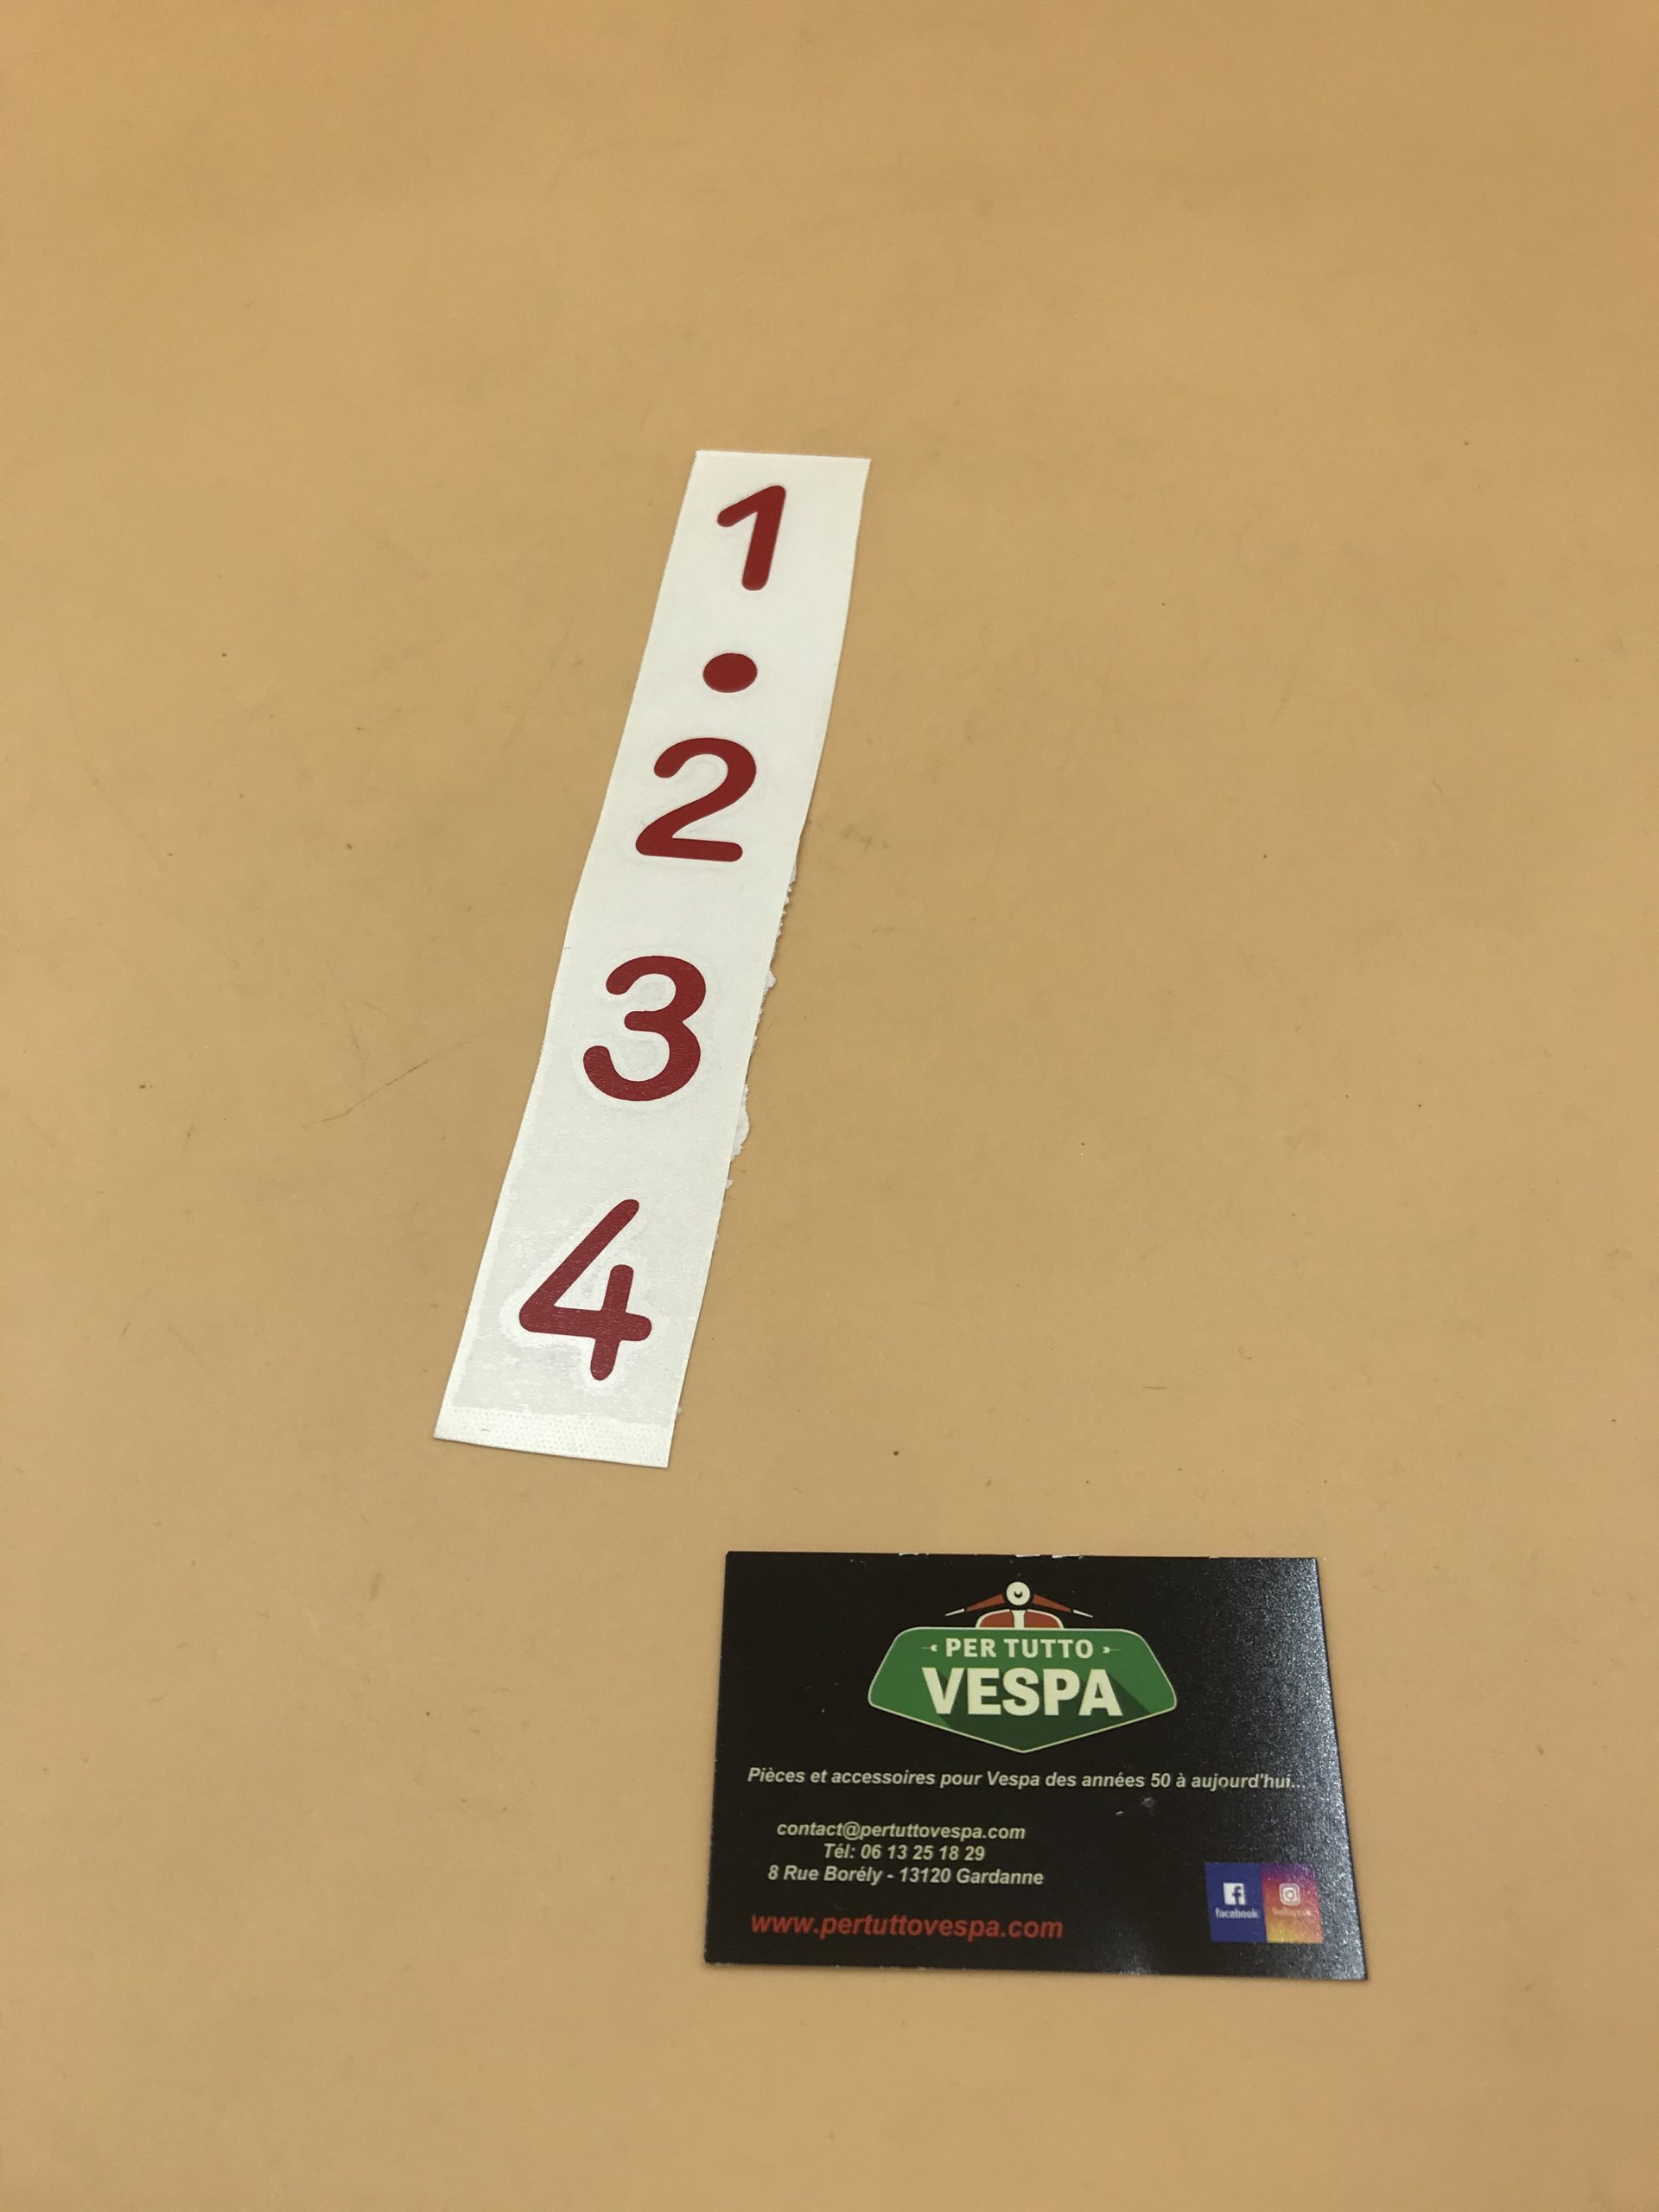 1
•
2
3
4
PER TUTTO
VESPA
Pièces et accessoires pour Vespa des années 50 à aujourd'hui...
contact@pertuttovespa.com
Tél: 06 13 25 18 29
8 Rue Borély - 13120 Gardanne
www.pertuttovespa.com
facebook